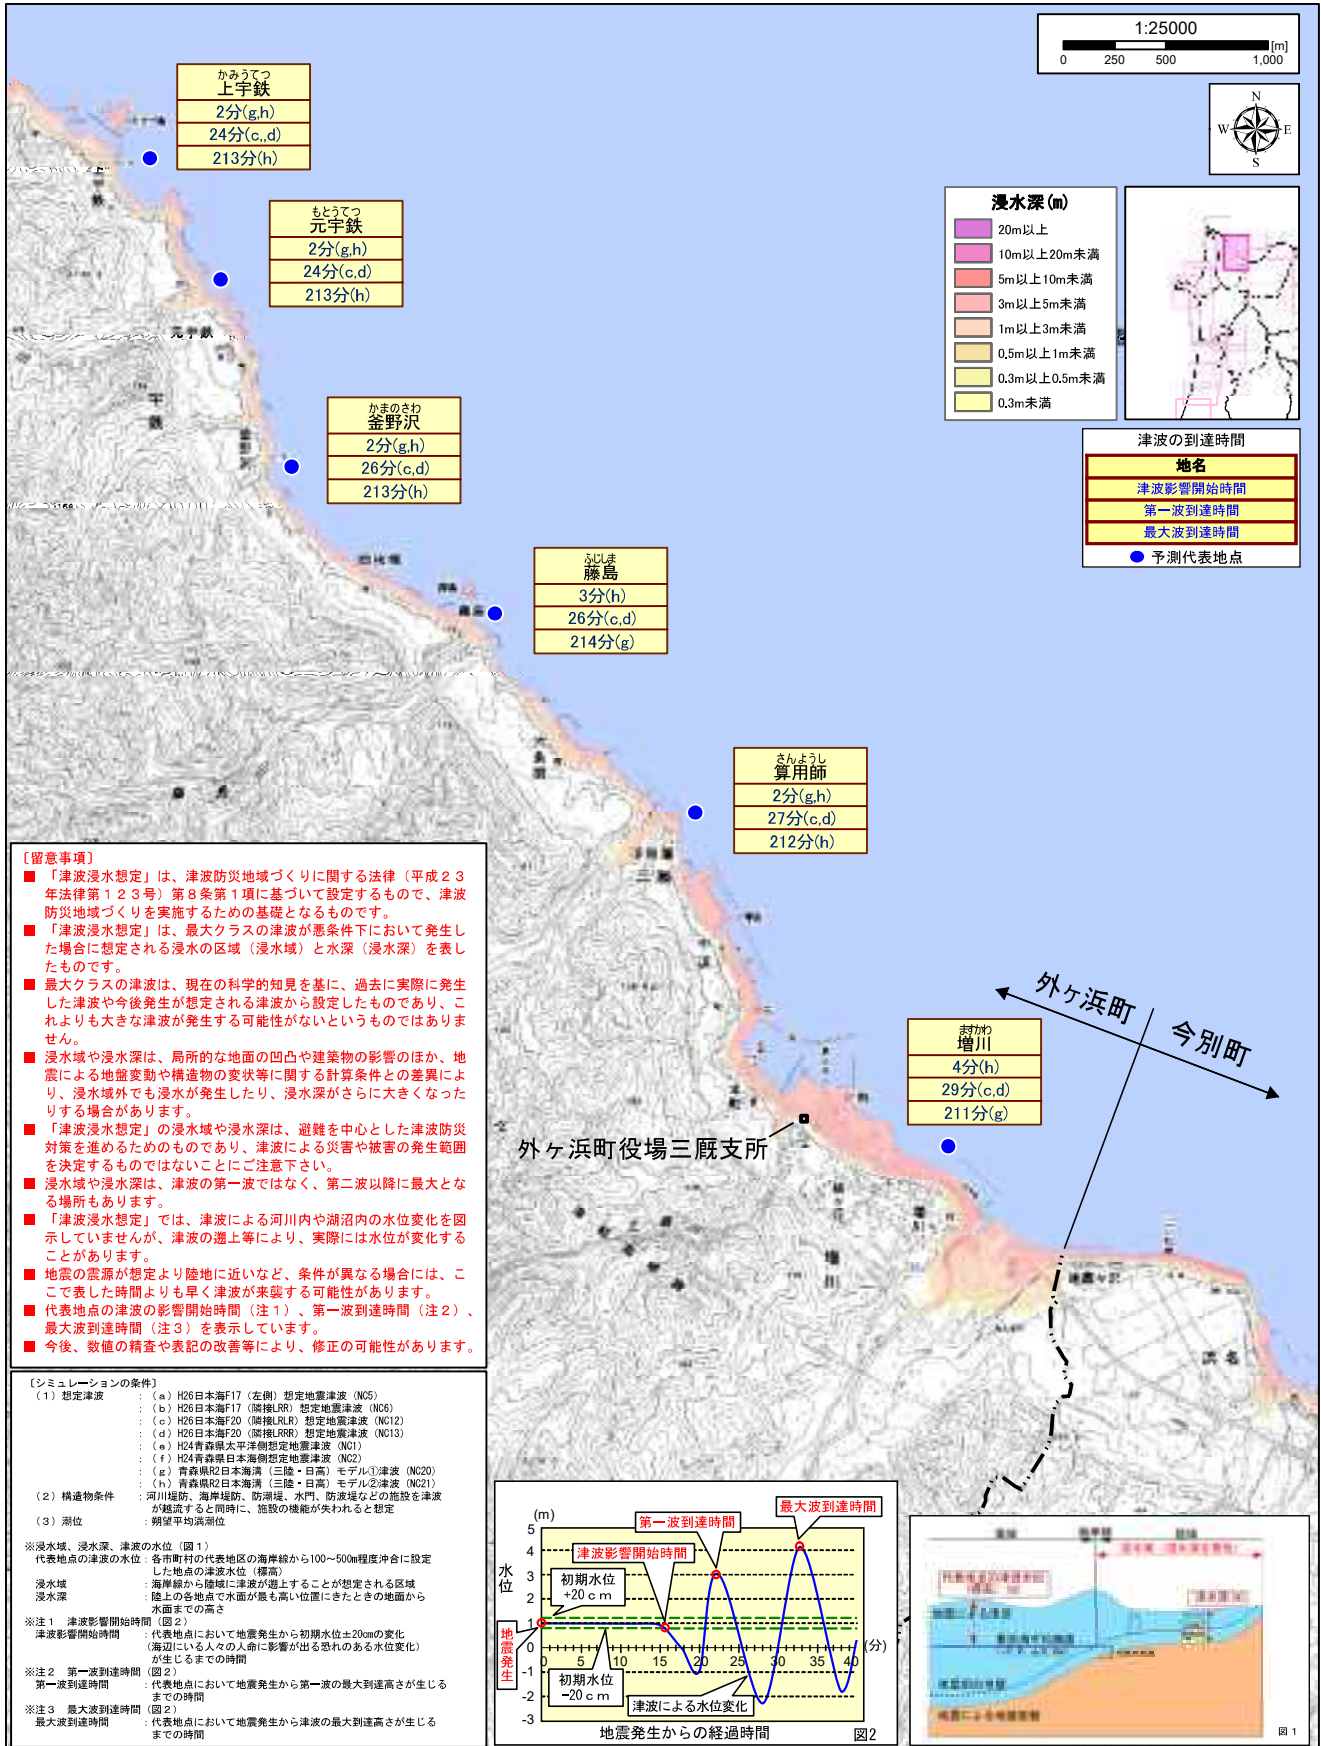 1:25000
[m]
0 250 500 1,000
N
W E
S
かみうてつ
上宇鉄
2分(g,h)
24分(c,,d)
213分(h)
もとうてつ
元宇鉄
2分(g,h)
24分(c,d)
213分(h)
元宇鉄
かまのさわ
釜野沢
2分(g,h)
26分(c,d)
213分(h)
ふじしま
藤島
3分(h)
26分(c,d)
214分(g)
さんようし
算用師
2分(g,h)
27分(c,d)
212分(h)
ますかわ
増川
4分(h)
29分(c,d)
211分(g)
浸水深(m)
20m以上
10m以上20m未満
5m以上10m未満
3m以上5m未満
1m以上3m未満
0.5m以上1m未満
0.3m以上0.5m未満
0.3m未満
津波の到達時間
地名
津波影響開始時間
第一波到達時間
最大波到達時間
予測代表地点
外ヶ浜町
今別町
外ヶ浜町役場三厩支所
増川
浜名
〔留意事項〕
■ 「津波浸水想定」は、津波防災地域づくりに関する法律（平成２３
年法律第１２３号）第８条第１項に基づいて設定するもので、津波
防災地域づくりを実施するための基礎となるものです。
■ 「津波浸水想定」は、最大クラスの津波が悪条件下において発生し
た場合に想定される浸水の区域（浸水域）と水深（浸水深）を表し
たものです。
■ 最大クラスの津波は、現在の科学的知見を基に、過去に実際に発生
した津波や今後発生が想定される津波から設定したものであり、こ
れよりも大きな津波が発生する可能性がないというものではありま
せん。
■ 浸水域や浸水深は、局所的な地面の凹凸や建築物の影響のほか、地
震による地盤変動や構造物の変状等に関する計算条件との差異によ
り、浸水域外でも浸水が発生したり、浸水深がさらに大きくなった
りする場合があります。
■ 「津波浸水想定」の浸水域や浸水深は、避難を中心とした津波防災
対策を進めるためのものであり、津波による災害や被害の発生範囲
を決定するものではないことにご注意下さい。
■ 浸水域や浸水深は、津波の第一波ではなく、第二波以降に最大とな
る場所もあります。
■ 「津波浸水想定」では、津波による河川内や湖沼内の水位変化を図
示していませんが、津波の遡上等により、実際には水位が変化する
ことがあります。
■ 地震の震源が想定より陸地に近いなど、条件が異なる場合には、こ
こで表した時間よりも早く津波が来襲する可能性があります。
■ 代表地点の津波の影響開始時間（注１）、第一波到達時間（注２）、
最大波到達時間（注３）を表示しています。
■ 今後、数値の精査や表記の改善等により、修正の可能性があります。
〔シミュレーションの条件〕
（１）想定津波 ：（a）H26日本海F17（左側）想定地震津波（NC5）
：（b）H26日本海F17（隣接LRR）想定地震津波（NC6）
：（c）H26日本海F20（隣接LRLR）想定地震津波（NC12）
：（d）H26日本海F20（隣接LRRR）想定地震津波（NC13）
：（e）H24青森県太平洋側想定地震津波（NC1）
：（f）H24青森県日本海側想定地震津波（NC2）
：（g）青森県R2日本海溝（三陸・日高）モデル①津波（NC20）
：（h）青森県R2日本海溝（三陸・日高）モデル②津波（NC21）
（２）構造物条件 ：河川堤防、海岸堤防、防潮堤、水門、防波堤などの施設を津波
が越流すると同時に、施設の機能が失われると想定
（３）潮位 ：朔望平均満潮位
※浸水域、浸水深、津波の水位（図１）
代表地点の津波の水位：各市町村の代表地区の海岸線から100～500m程度沖合に設定
した地点の津波水位（標高）
浸水域 ：海岸線から陸域に津波が遡上することが想定される区域
浸水深 ：陸上の各地点で水面が最も高い位置にきたときの地面から
水面までの高さ
※注１ 津波影響開始時間（図２）
津波影響開始時間 ：代表地点において地震発生から初期水位±20cmの変化
（海辺にいる人々の人命に影響が出る恐れのある水位変化）
が生じるまでの時間
※注２ 第一波到達時間（図２）
第一波到達時間 ：代表地点において地震発生から第一波の最大到達高さが生じる
までの時間
※注３ 最大波到達時間（図２）
最大波到達時間 ：代表地点において地震発生から津波の最大到達高さが生じる
までの時間
(m)
5
4
3
2
1
0
-1
-2
-3
水位
最大波到達時間
第一波到達時間
津波影響開始時間
初期水位
+20ｃｍ
地震発生
0 5 10 15 20 25 30 35 40
(分)
初期水位
-20ｃｍ
津波による水位変化
地震発生からの経過時間
図2
図１